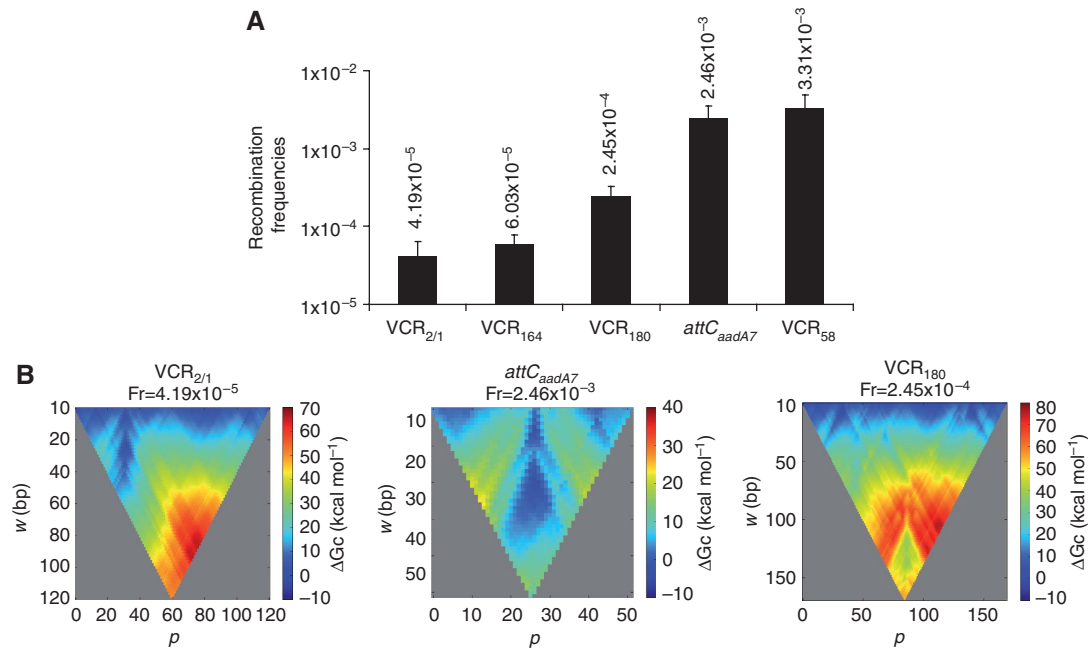 A
Recombination frequencies
1x10⁻²
1x10⁻³
1x10⁻⁴
1x10⁻⁵
4.19x10⁻⁵
6.03x10⁻⁵
2.45x10⁻⁴
2.46x10⁻³
3.31x10⁻³
VCR₂/₁ VCR₁₆₄ VCR₁₈₀ attC_aadA7 VCR₅₈
B
VCR₂/₁
Fr=4.19x10⁻⁵
w (bp)
10
20
40
60
80
100
120
0 20 40 60 80 100 120
p
70
60
50
40
30
20
10
0
−10
ΔGc (kcal mol⁻¹)
attC_aadA7
Fr=2.46x10⁻³
w (bp)
10
20
30
40
50
0 10 20 30 40 50
p
40
30
20
10
0
−10
ΔGc (kcal mol⁻¹)
VCR₁₈₀
Fr=2.45x10⁻⁴
w (bp)
10
50
100
150
0 50 100 150
p
80
70
60
50
40
30
20
10
0
−10
ΔGc (kcal mol⁻¹)